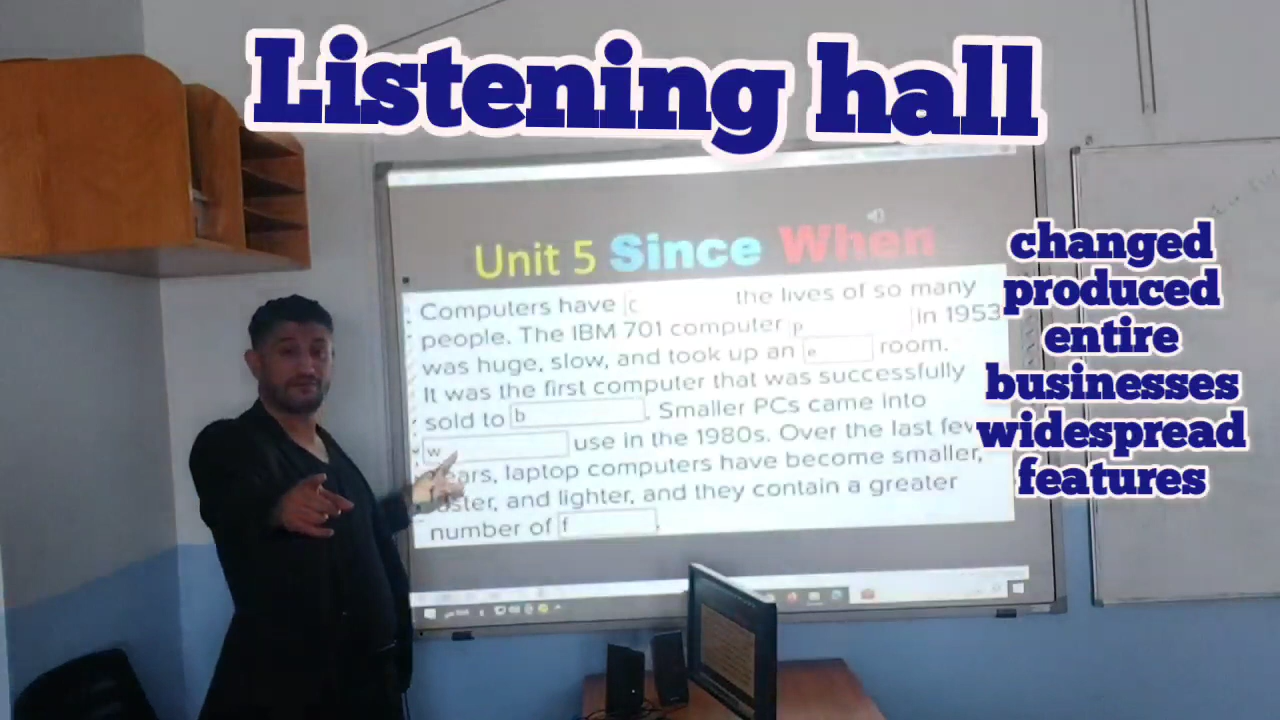 Listening hall
Unit 5 Since When
Computers have c the lives of so many
people. The IBM 701 computer p in 1953
was huge, slow, and took up an e room.
It was the first computer that was successfully
sold to b . Smaller PCs came into
w use in the 1980s. Over the last few
ears, laptop computers have become smaller,
and lighter, and they contain a greater
number of f .
changed
produced
entire
businesses
widespread
features